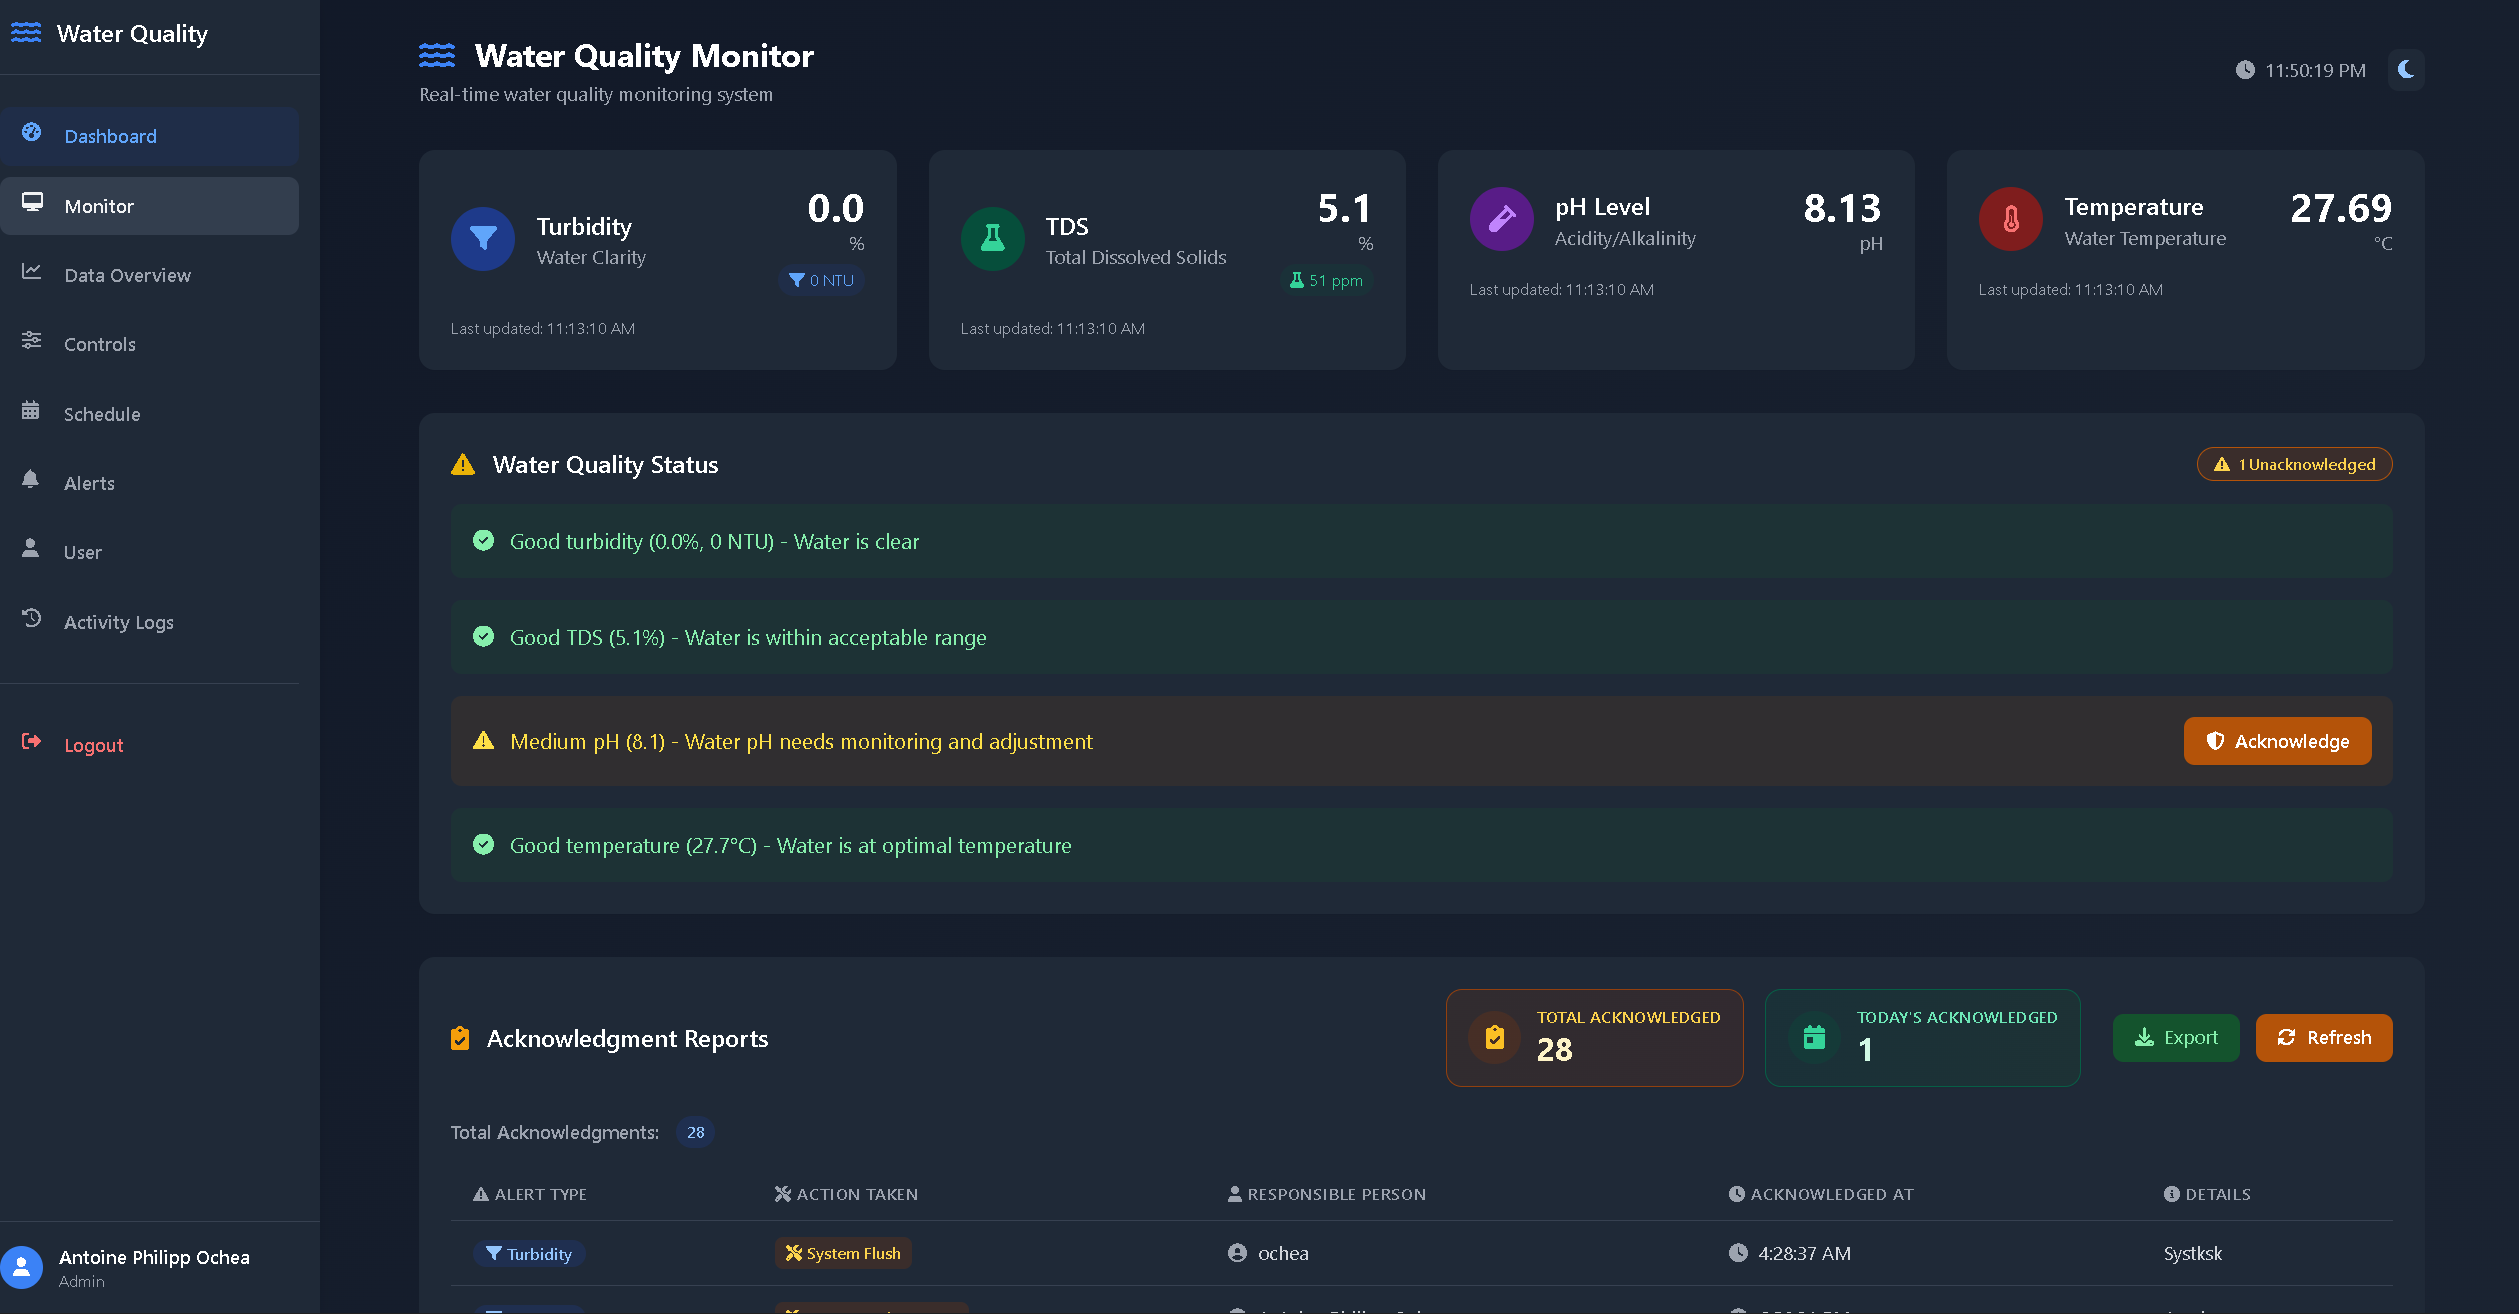 Water Quality
Dashboard
Monitor
Data Overview
Controls
Schedule
Alerts
User
Activity Logs
Logout
Antoine Philipp Ochea
Admin
Water Quality Monitor
Real-time water quality monitoring system
11:50:19 PM
Turbidity
Water Clarity
0.0
%
0 NTU
Last updated: 11:13:10 AM
TDS
Total Dissolved Solids
5.1
%
51 ppm
Last updated: 11:13:10 AM
pH Level
Acidity/Alkalinity
8.13
pH
Last updated: 11:13:10 AM
Temperature
Water Temperature
27.69
°C
Last updated: 11:13:10 AM
Water Quality Status
1 Unacknowledged
Good turbidity (0.0%, 0 NTU) - Water is clear
Good TDS (5.1%) - Water is within acceptable range
Medium pH (8.1) - Water pH needs monitoring and adjustment
Acknowledge
Good temperature (27.7°C) - Water is at optimal temperature
Acknowledgment Reports
TOTAL ACKNOWLEDGED
28
TODAY'S ACKNOWLEDGED
1
Export
Refresh
Total Acknowledgments: 28
ALERT TYPE ACTION TAKEN RESPONSIBLE PERSON ACKNOWLEDGED AT DETAILS
Turbidity System Flush ochea 4:28:37 AM Systksk